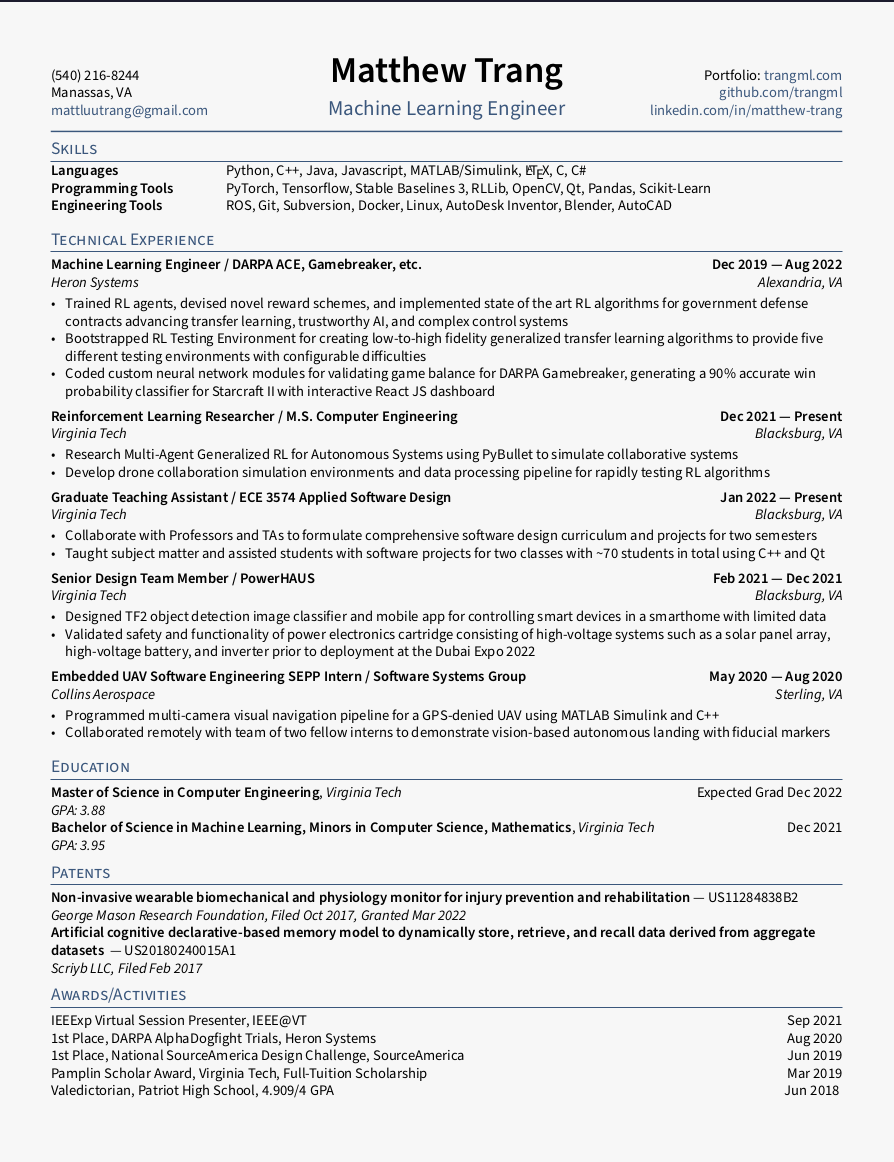 Matthew Trang
Machine Learning Engineer
(540) 216-8244
Manassas, VA
mattluutrang@gmail.com
Portfolio: trangml.com
github.com/trangml
linkedin.com/in/matthew-trang
SKILLS
Languages Python, C++, Java, Javascript, MATLAB/Simulink, LATEX, C, C#
Programming Tools PyTorch, Tensorflow, Stable Baselines 3, RLLib, OpenCV, Qt, Pandas, Scikit-Learn
Engineering Tools ROS, Git, Subversion, Docker, Linux, AutoDesk Inventor, Blender, AutoCAD
TECHNICAL EXPERIENCE
Machine Learning Engineer / DARPA ACE, Gamebreaker, etc. Dec 2019 — Aug 2022
Heron Systems Alexandria, VA
• Trained RL agents, devised novel reward schemes, and implemented state of the art RL algorithms for government defense
contracts advancing transfer learning, trustworthy AI, and complex control systems
• Bootstrapped RL Testing Environment for creating low-to-high fidelity generalized transfer learning algorithms to provide five
different testing environments with configurable difficulties
• Coded custom neural network modules for validating game balance for DARPA Gamebreaker, generating a 90% accurate win
probability classifier for Starcraft II with interactive React JS dashboard
Reinforcement Learning Researcher / M.S. Computer Engineering Dec 2021 — Present
Virginia Tech Blacksburg, VA
• Research Multi-Agent Generalized RL for Autonomous Systems using PyBullet to simulate collaborative systems
• Develop drone collaboration simulation environments and data processing pipeline for rapidly testing RL algorithms
Graduate Teaching Assistant / ECE 3574 Applied Software Design Jan 2022 — Present
Virginia Tech Blacksburg, VA
• Collaborate with Professors and TAs to formulate comprehensive software design curriculum and projects for two semesters
• Taught subject matter and assisted students with software projects for two classes with ~70 students in total using C++ and Qt
Senior Design Team Member / PowerHAUS Feb 2021 — Dec 2021
Virginia Tech Blacksburg, VA
• Designed TF2 object detection image classifier and mobile app for controlling smart devices in a smarthome with limited data
• Validated safety and functionality of power electronics cartridge consisting of high-voltage systems such as a solar panel array,
high-voltage battery, and inverter prior to deployment at the Dubai Expo 2022
Embedded UAV Software Engineering SEPP Intern / Software Systems Group May 2020 — Aug 2020
Collins Aerospace Sterling, VA
• Programmed multi-camera visual navigation pipeline for a GPS-denied UAV using MATLAB Simulink and C++
• Collaborated remotely with team of two fellow interns to demonstrate vision-based autonomous landing with fiducial markers
EDUCATION
Master of Science in Computer Engineering, Virginia Tech Expected Grad Dec 2022
GPA: 3.88
Bachelor of Science in Machine Learning, Minors in Computer Science, Mathematics, Virginia Tech Dec 2021
GPA: 3.95
PATENTS
Non-invasive wearable biomechanical and physiology monitor for injury prevention and rehabilitation — US11284838B2
George Mason Research Foundation, Filed Oct 2017, Granted Mar 2022
Artificial cognitive declarative-based memory model to dynamically store, retrieve, and recall data derived from aggregate
datasets — US20180240015A1
Scriyb LLC, Filed Feb 2017
AWARDS/ACTIVITIES
IEEExp Virtual Session Presenter, IEEE@VT Sep 2021
1st Place, DARPA AlphaDogfight Trials, Heron Systems Aug 2020
1st Place, National SourceAmerica Design Challenge, SourceAmerica Jun 2019
Pamplin Scholar Award, Virginia Tech, Full-Tuition Scholarship Mar 2019
Valedictorian, Patriot High School, 4.909/4 GPA Jun 2018